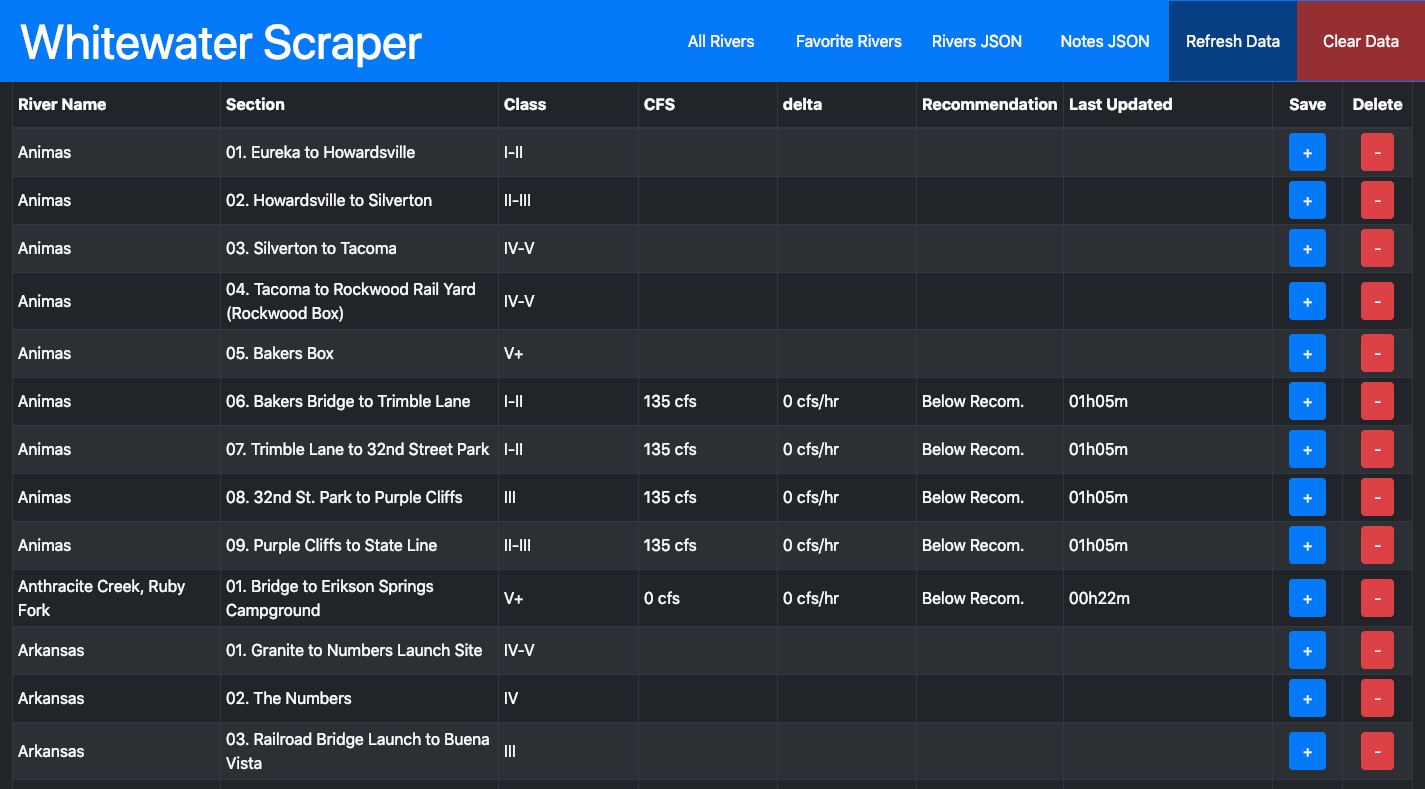 Whitewater Scraper
All Rivers Favorite Rivers Rivers JSON Notes JSON Refresh Data Clear Data
River Name Section Class CFS delta Recommendation Last Updated Save Delete
Animas 01. Eureka to Howardsville I-II + -
Animas 02. Howardsville to Silverton II-III + -
Animas 03. Silverton to Tacoma IV-V + -
Animas 04. Tacoma to Rockwood Rail Yard
(Rockwood Box) IV-V + -
Animas 05. Bakers Box V+ + -
Animas 06. Bakers Bridge to Trimble Lane I-II 135 cfs 0 cfs/hr Below Recom. 01h05m + -
Animas 07. Trimble Lane to 32nd Street Park I-II 135 cfs 0 cfs/hr Below Recom. 01h05m + -
Animas 08. 32nd St. Park to Purple Cliffs III 135 cfs 0 cfs/hr Below Recom. 01h05m + -
Animas 09. Purple Cliffs to State Line II-III 135 cfs 0 cfs/hr Below Recom. 01h05m + -
Anthracite Creek, Ruby
Fork
01. Bridge to Erikson Springs
Campground
V+ 0 cfs 0 cfs/hr Below Recom. 00h22m + -
Arkansas 01. Granite to Numbers Launch Site IV-V + -
Arkansas 02. The Numbers IV + -
Arkansas 03. Railroad Bridge Launch to Buena
Vista III + -